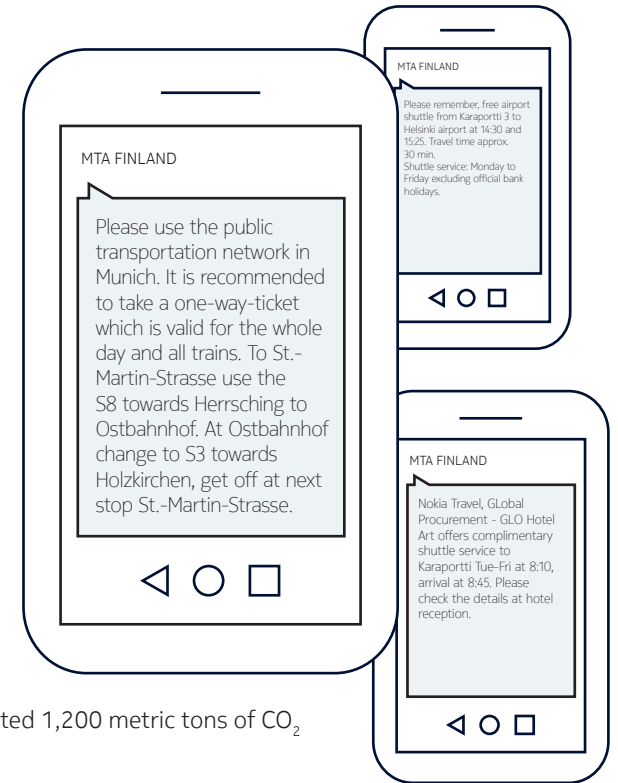 MTA FINLAND
Please use the public
transportation network in
Munich. It is recommended
to take a one-way-ticket
which is valid for the whole
day and all trains. To St.-
Martin-Strasse use the
S8 towards Herrsching to
Ostbahnhof. At Ostbahnhof
change to S3 towards
Holzkirchen, get off at next
stop St.-Martin-Strasse.
MTA FINLAND
Please remember, free airport
shuttle from Karaportti 3 to
Helsinki airport at 14:30 and
15:25. Travel time approx.
30 min.
Shuttle service: Monday to
Friday excluding official bank
holidays.
MTA FINLAND
Nokia Travel, GLobal
Procurement - GLO Hotel
Art offers complimentary
shuttle service to
Karaportti Tue-Fri at 8:10,
arrival at 8:45. Please
check the details at hotel
reception.
ted 1,200 metric tons of CO₂